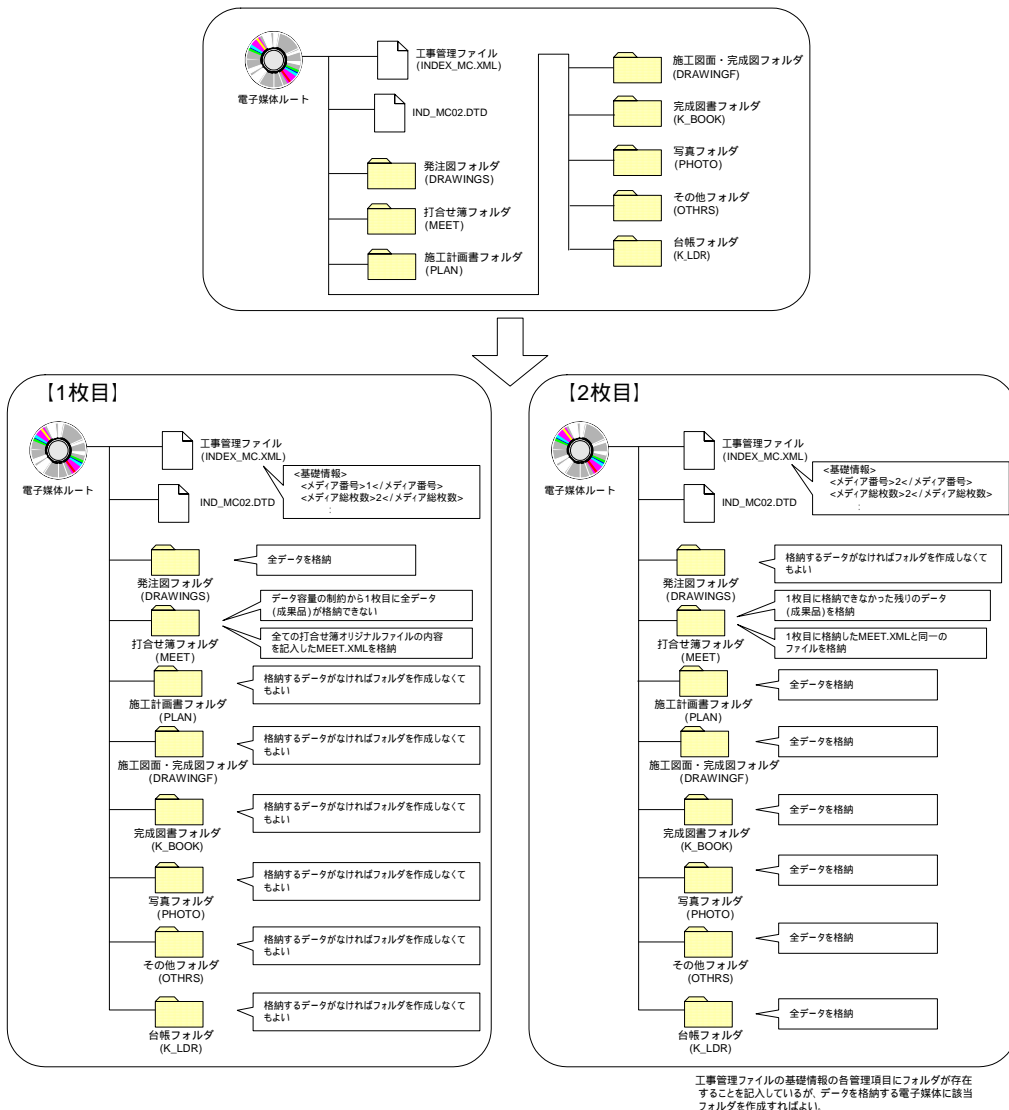 電子媒体ルート
工事管理ファイル
(INDEX_MC.XML)
IND_MC02.DTD
発注図フォルダ
(DRAWINGS)
打合せ簿フォルダ
(MEET)
施工計画書フォルダ
(PLAN)
施工図面・完成図フォルダ
(DRAWINGF)
完成図書フォルダ
(K_BOOK)
写真フォルダ
(PHOTO)
その他フォルダ
(OTHRS)
台帳フォルダ
(K_LDR)
【1枚目】
電子媒体ルート
工事管理ファイル
(INDEX_MC.XML)
<基礎情報>
<メディア番号>1</メディア番号>
<メディア総枚数>2</メディア総枚数>
:
IND_MC02.DTD
発注図フォルダ
(DRAWINGS)
全データを格納
打合せ簿フォルダ
(MEET)
データ容量の制約から1枚目に全データ
(成果品)が格納できない
全ての打合せ簿オリジナルファイルの内容
を記入したMEET.XMLを格納
施工計画書フォルダ
(PLAN)
格納するデータがなければフォルダを作成しなくて
もよい
施工図面・完成図フォルダ
(DRAWINGF)
格納するデータがなければフォルダを作成しなくて
もよい
完成図書フォルダ
(K_BOOK)
格納するデータがなければフォルダを作成しなくて
もよい
写真フォルダ
(PHOTO)
格納するデータがなければフォルダを作成しなくて
もよい
その他フォルダ
(OTHRS)
格納するデータがなければフォルダを作成しなくて
もよい
台帳フォルダ
(K_LDR)
格納するデータがなければフォルダを作成しなくて
もよい
【2枚目】
電子媒体ルート
工事管理ファイル
(INDEX_MC.XML)
<基礎情報>
<メディア番号>2</メディア番号>
<メディア総枚数>2</メディア総枚数>
:
IND_MC02.DTD
発注図フォルダ
(DRAWINGS)
格納するデータがなければフォルダを作成しなくて
もよい
打合せ簿フォルダ
(MEET)
1枚目に格納できなかった残りのデータ
(成果品)を格納
1枚目に格納したMEET.XMLと同一の
ファイルを格納
施工計画書フォルダ
(PLAN)
全データを格納
施工図面・完成図フォルダ
(DRAWINGF)
全データを格納
完成図書フォルダ
(K_BOOK)
全データを格納
写真フォルダ
(PHOTO)
全データを格納
その他フォルダ
(OTHRS)
全データを格納
台帳フォルダ
(K_LDR)
全データを格納
工事管理ファイルの基礎情報の各管理項目にフォルダが存在
することを記入しているが、データを格納する電子媒体に該当
フォルダを作成すればよい.